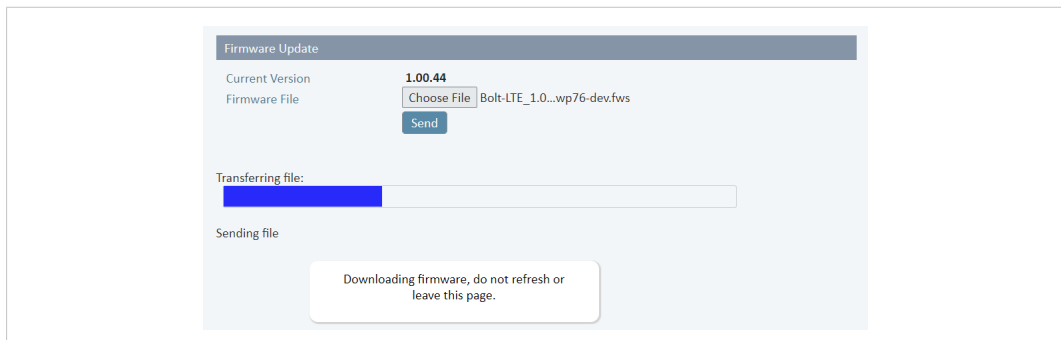 Firmware Update
Current Version 1.00.44
Firmware File Choose File Bolt-LTE_1.0...wp76-dev.fws
Send
Transferring file:
Sending file
Downloading firmware, do not refresh or
leave this page.